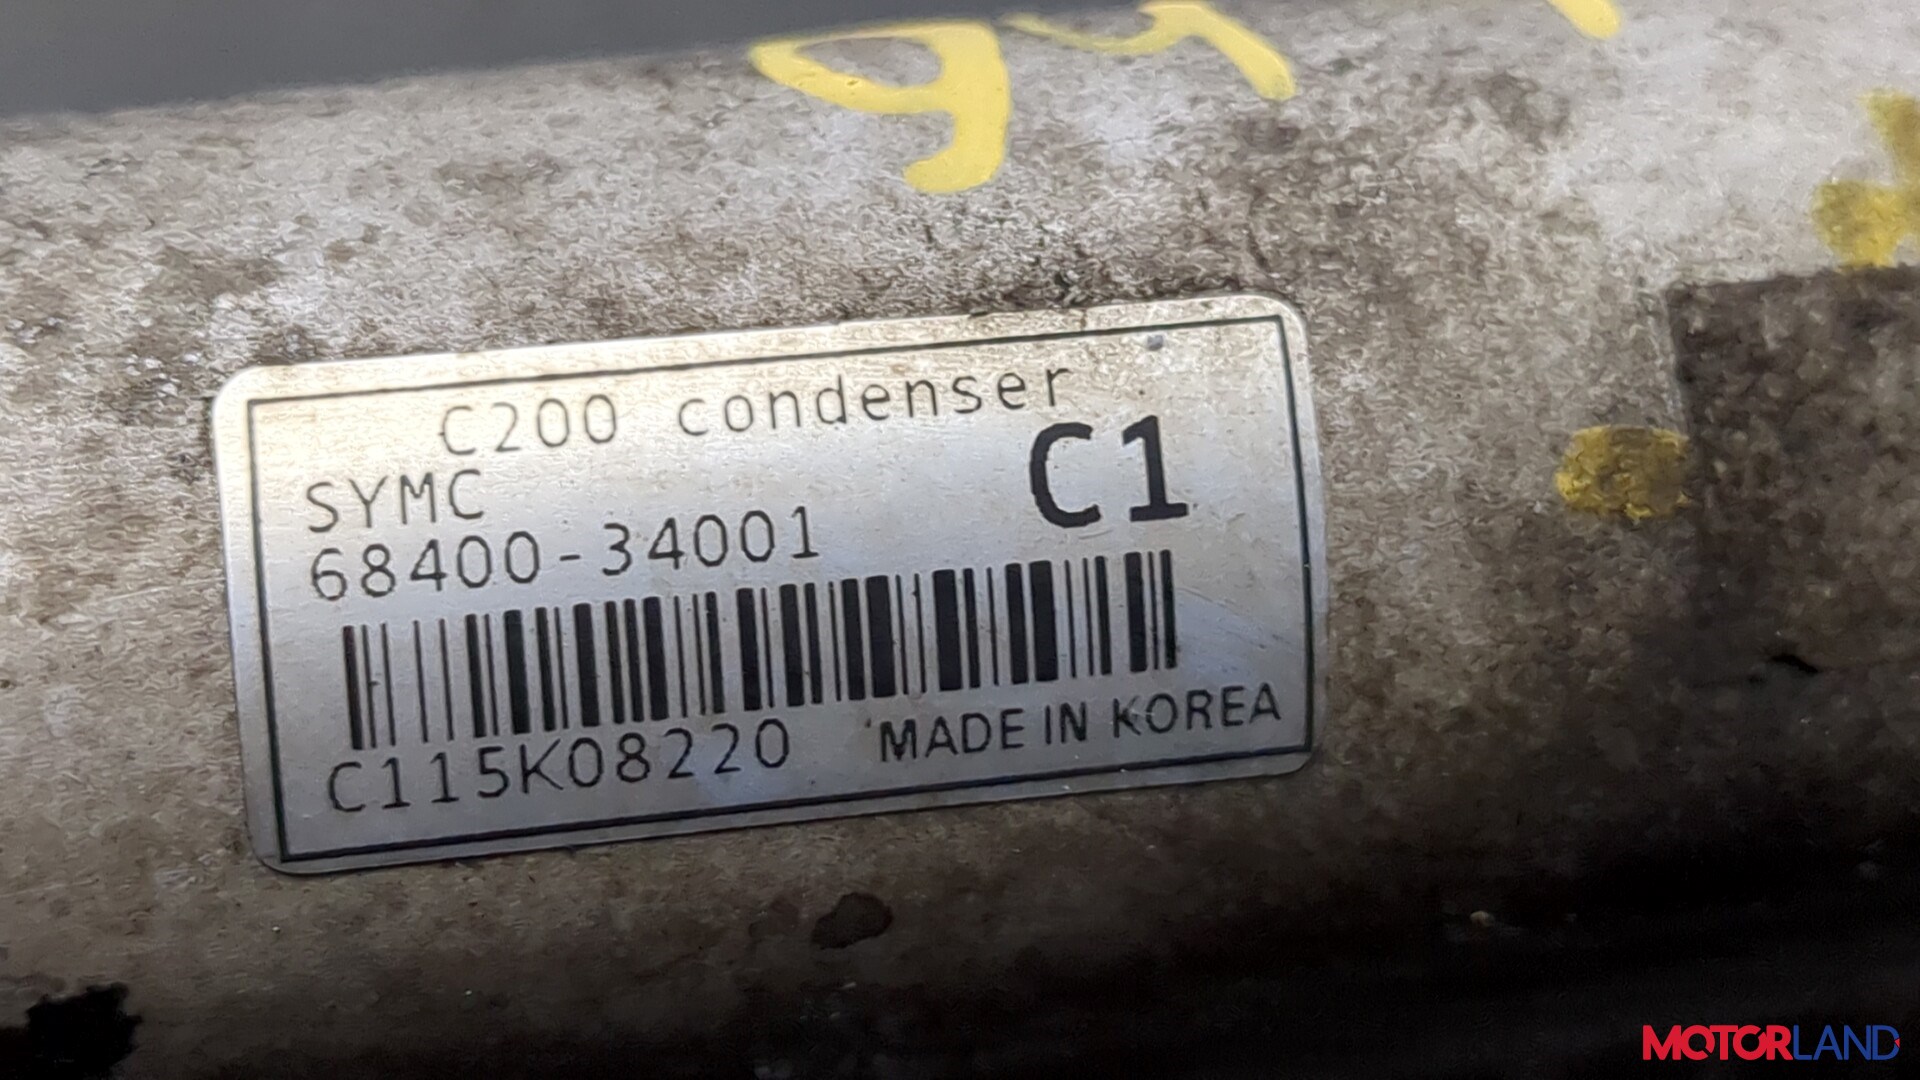 C200 condenser
SYMC
C1
68400-34001
C115K08220 MADE IN KOREA
MOTORLAND